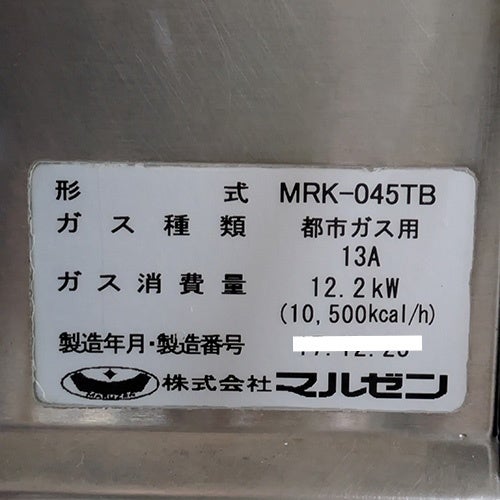 形式 MRK-045TB
ガス種類 都市ガス用
13A
ガス消費量 12.2kW
(10,500kcal/h)
製造年月・製造番号
MARUZEN 株式会社 マルゼン